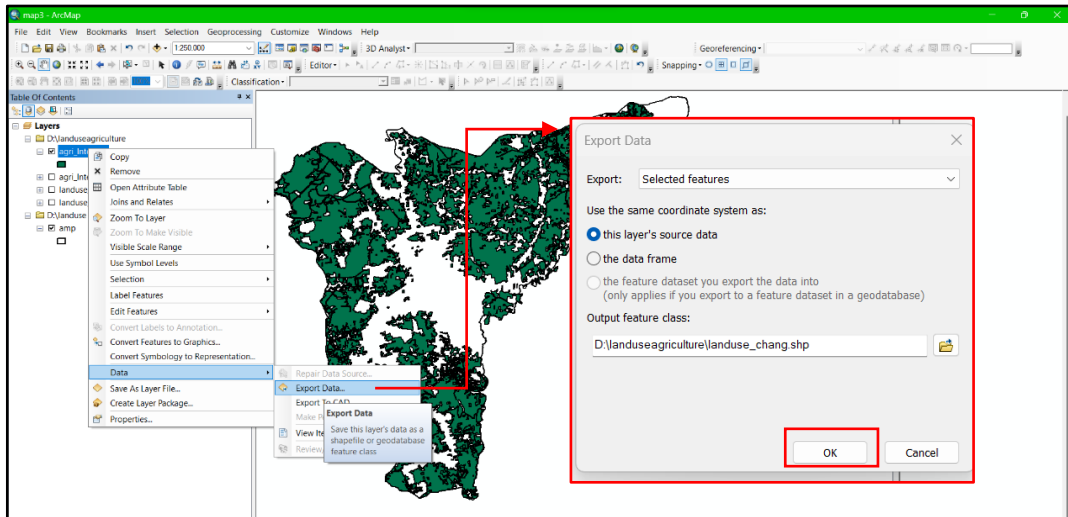 map3 - ArcMap
File Edit View Bookmarks Insert Selection Geoprocessing Customize Windows Help
1:250,000
3D Analyst
Georeferencing
Editor
Snapping
Classification
Table Of Contents
Layers
D:\landuseagriculture
agri_Int
agri_Int
landuse
landuse
D:\landuse
amp
Copy
Remove
Open Attribute Table
Joins and Relates
Zoom To Layer
Zoom To Make Visible
Visible Scale Range
Use Symbol Levels
Selection
Label Features
Edit Features
Convert Labels to Annotation...
Convert Features to Graphics...
Convert Symbology to Representation...
Data
Save As Layer File...
Create Layer Package...
Properties...
Repair Data Source...
Export Data...
Export To CAD
Make P
View Ite
Review
Export Data
Save this layer's data as a
shapefile or geodatabase
feature class
Export Data
Export: Selected features
Use the same coordinate system as:
this layer's source data
the data frame
the feature dataset you export the data into
(only applies if you export to a feature dataset in a geodatabase)
Output feature class:
D:\landuseagriculture\landuse_chang.shp
OK Cancel